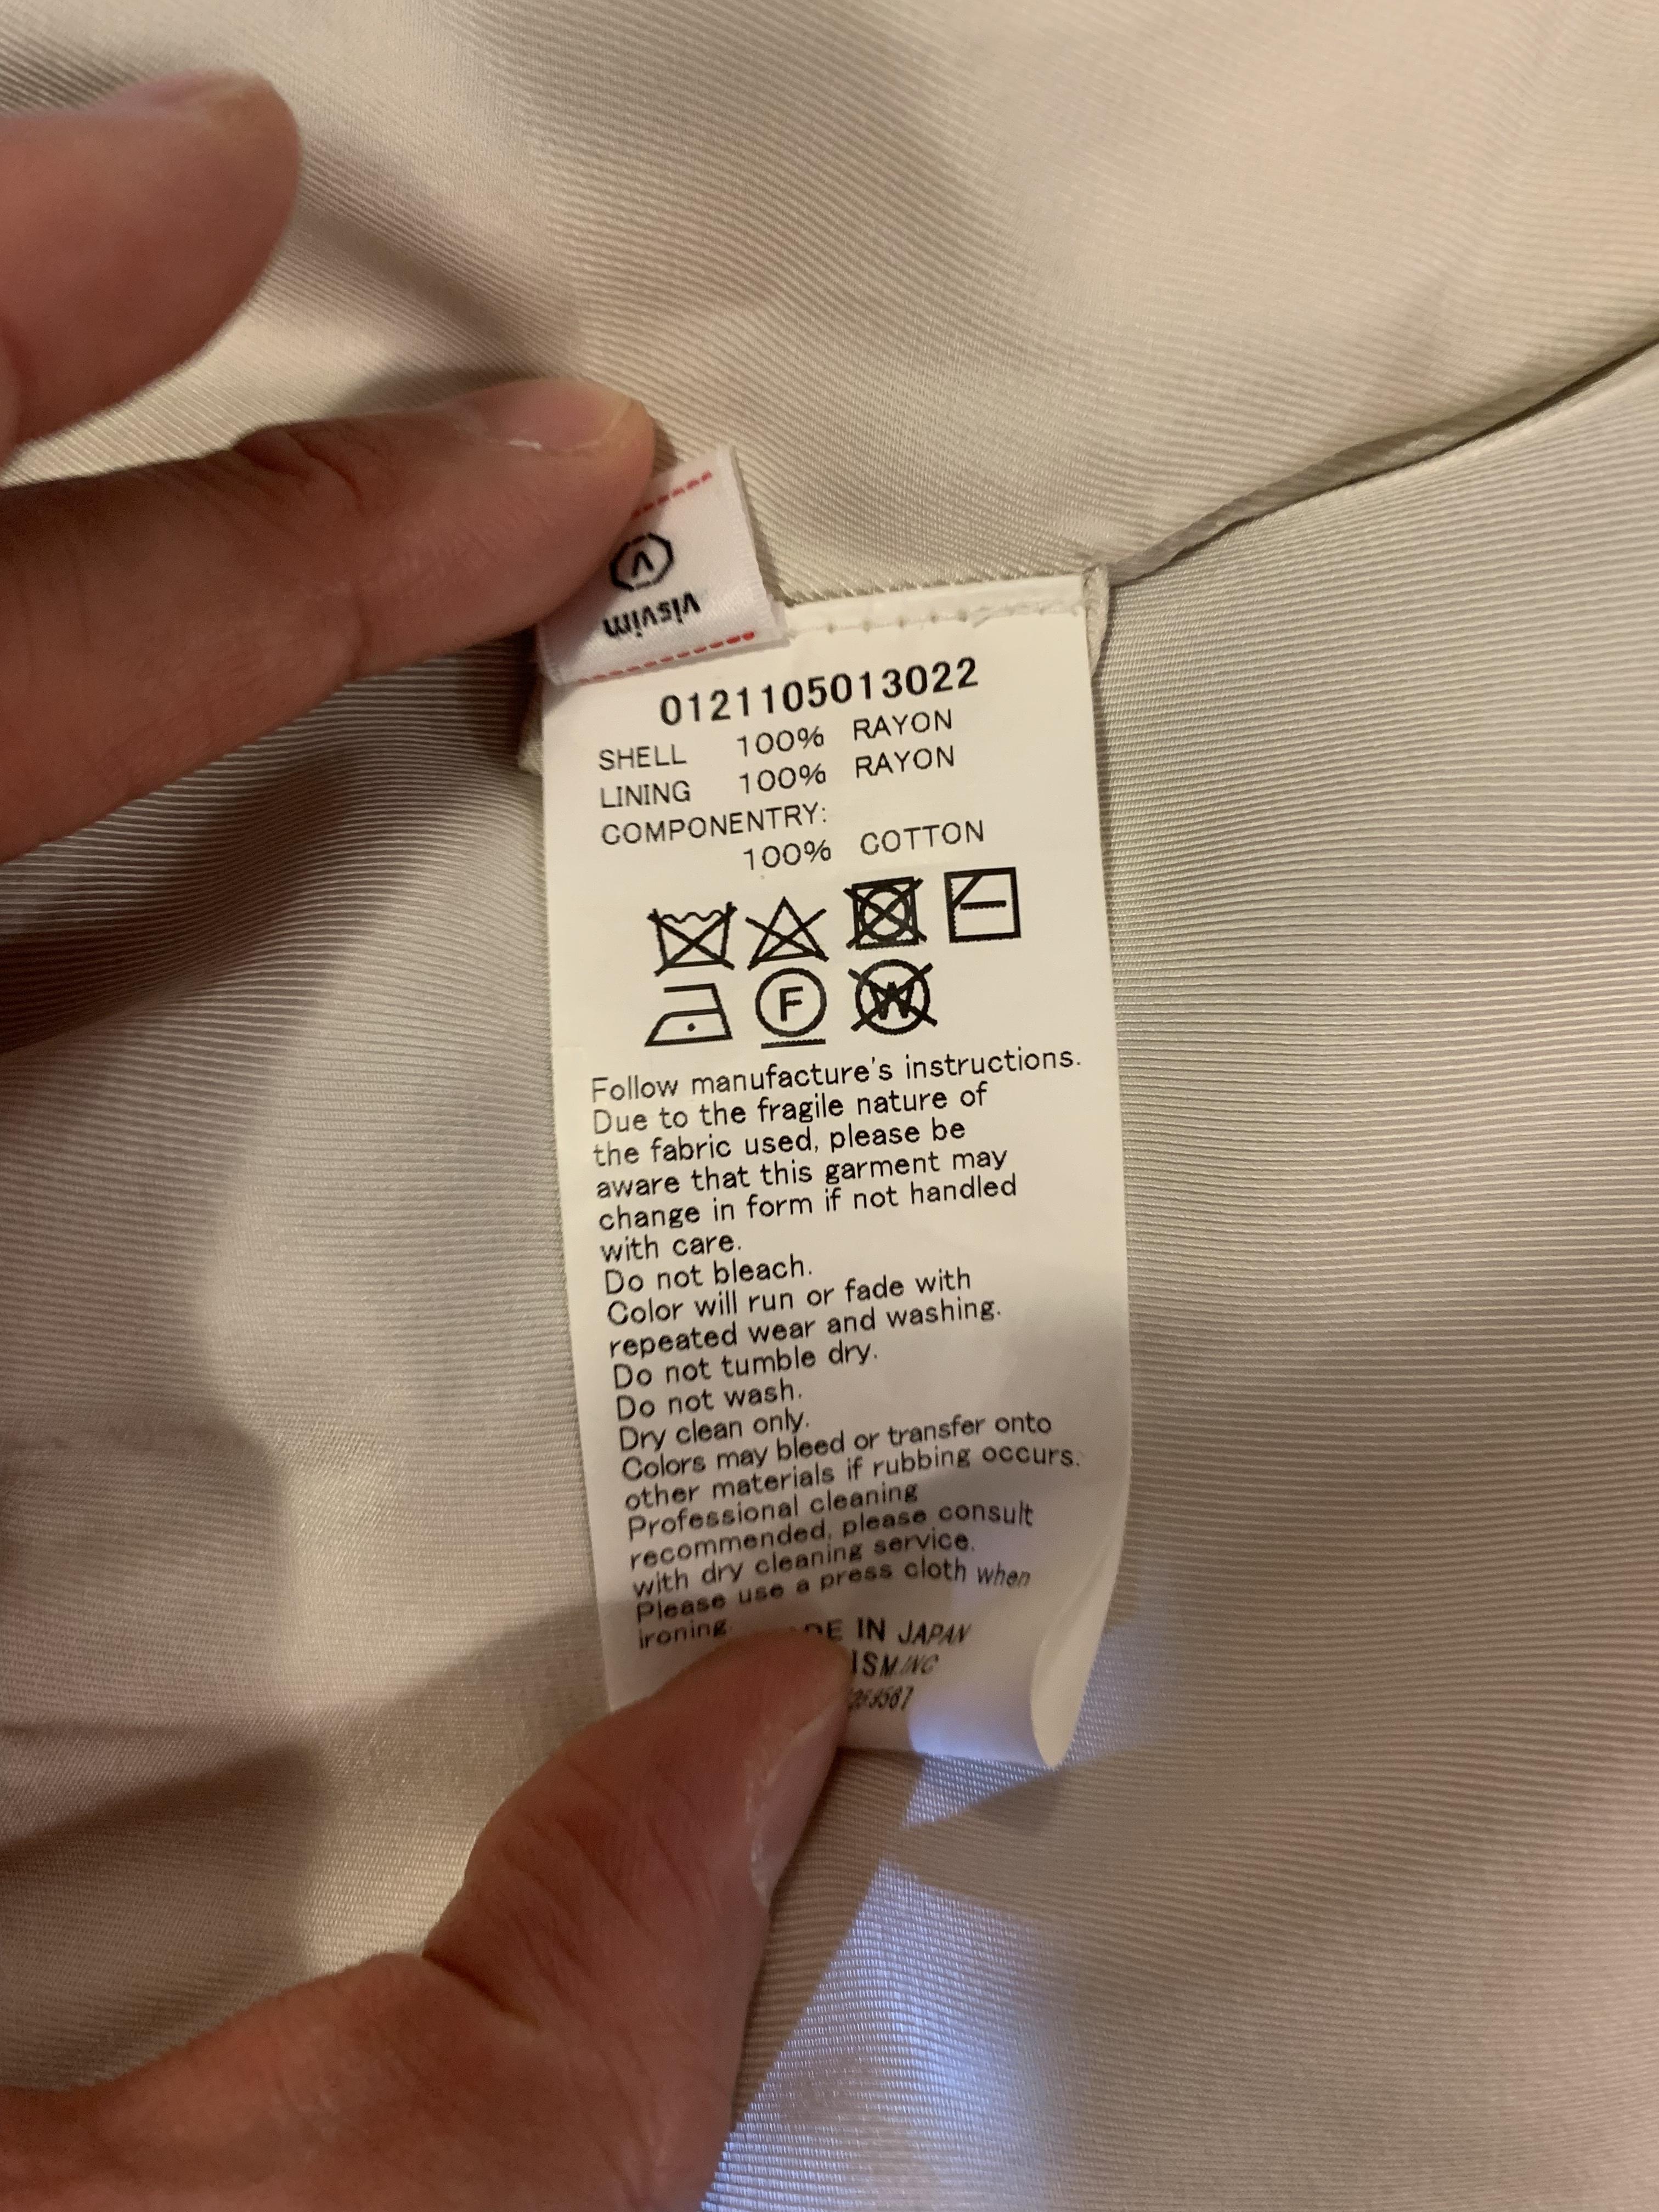 visvim
0121105013022
SHELL 100% RAYON
LINING 100% RAYON
COMPONENTRY:
100% COTTON
F
W
Follow manufacture's instructions.
Due to the fragile nature of
the fabric used, please be
aware that this garment may
change in form if not handled
with care.
Do not bleach.
Color will run or fade with
repeated wear and washing.
Do not tumble dry.
Do not wash.
Dry clean only.
Colors may bleed or transfer onto
other materials if rubbing occurs.
Professional cleaning
recommended, please consult
with dry cleaning service.
Please use a press cloth when
ironing.
IN JAPAN